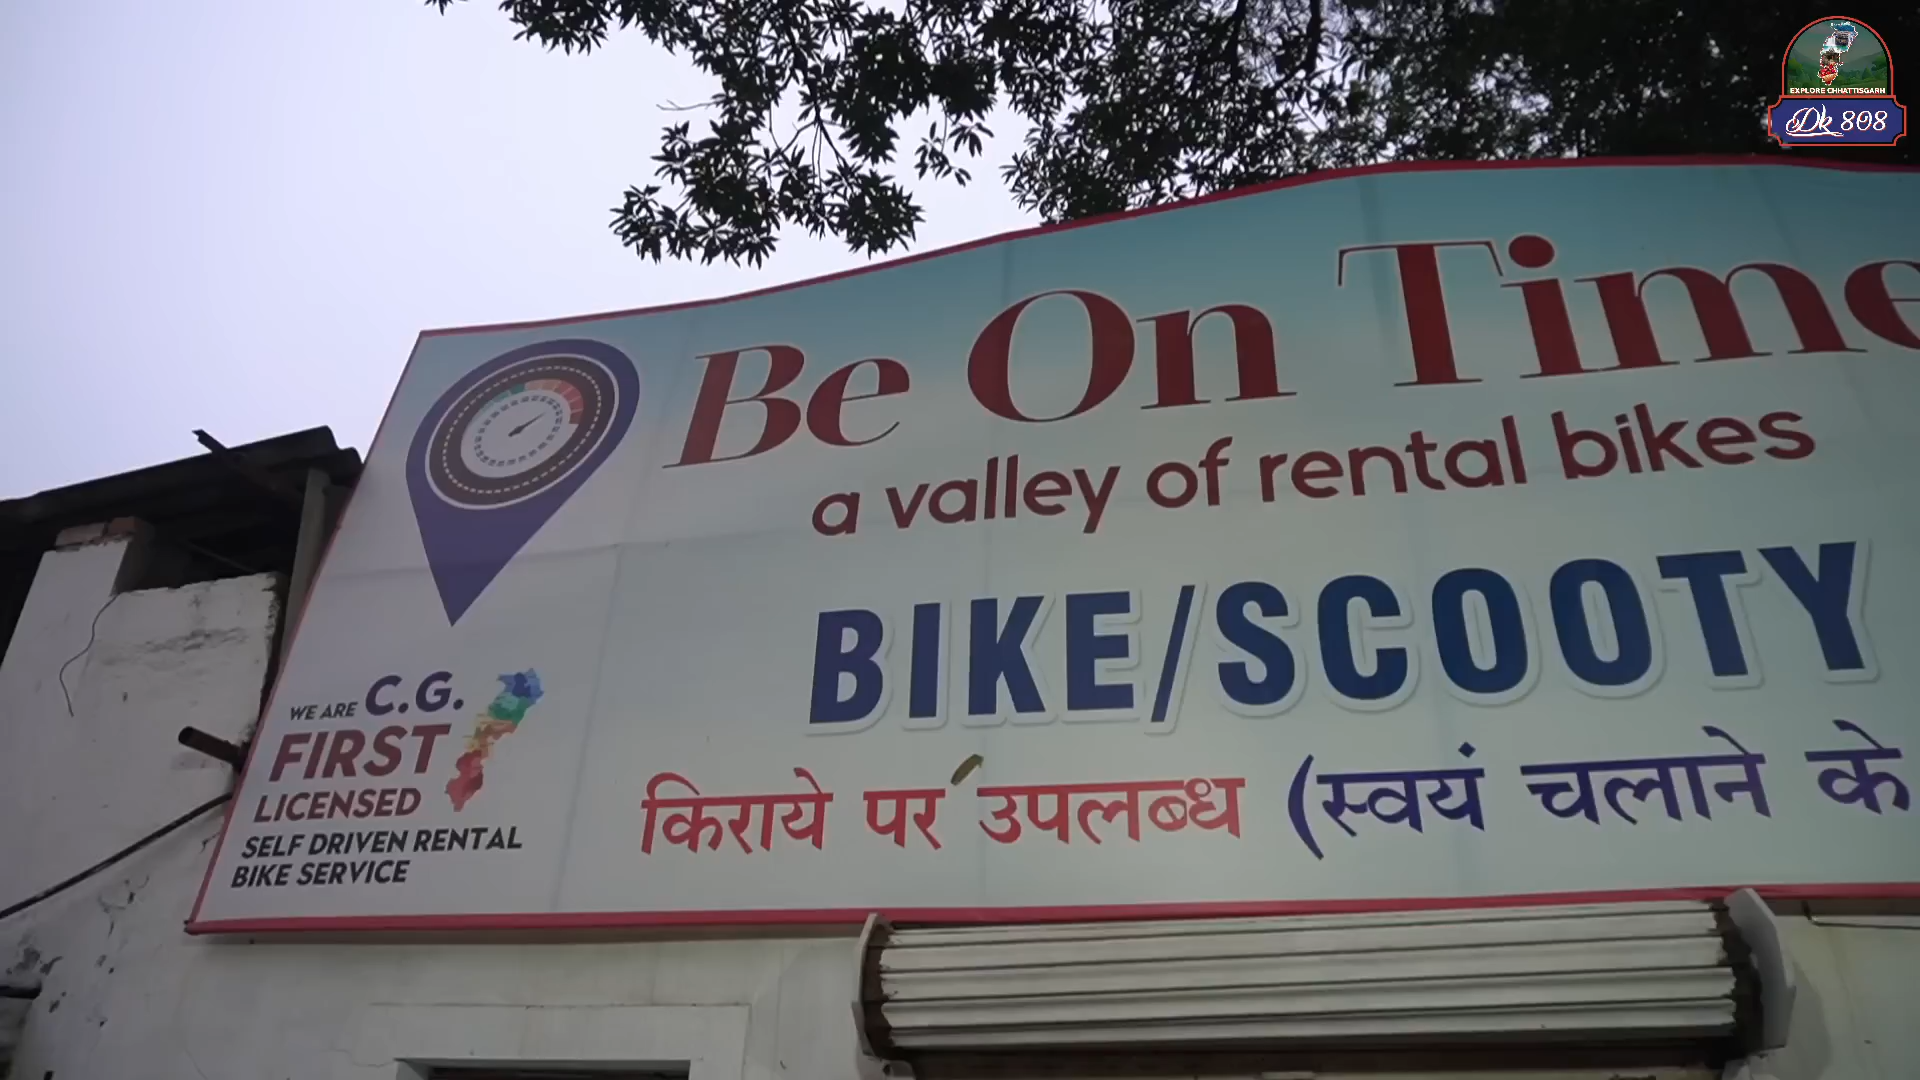 EXPLORE CHHATTISGARH
Dk 808
Be On Time
a valley of rental bikes
BIKE/SCOOTY
किराये पर उपलब्ध (स्वयं चलाने के
WE ARE C.G.
FIRST
LICENSED
SELF DRIVEN RENTAL
BIKE SERVICE